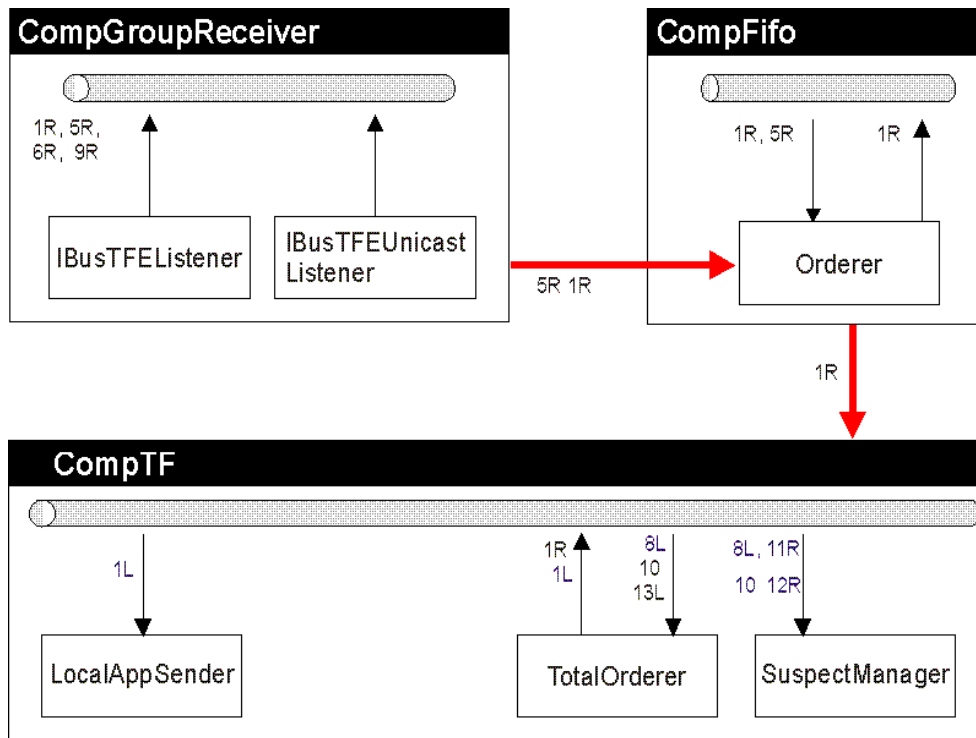 CompGroupReceiver
1R, 5R,
6R, 9R
IBusTFEListener
IBusTFEUnicast
Listener
5R 1R
CompFifo
1R, 5R
1R
Orderer
1R
CompTF
1L
LocalAppSender
1R
1L
8L
10
13L
TotalOrderer
8L, 11R
10 12R
SuspectManager